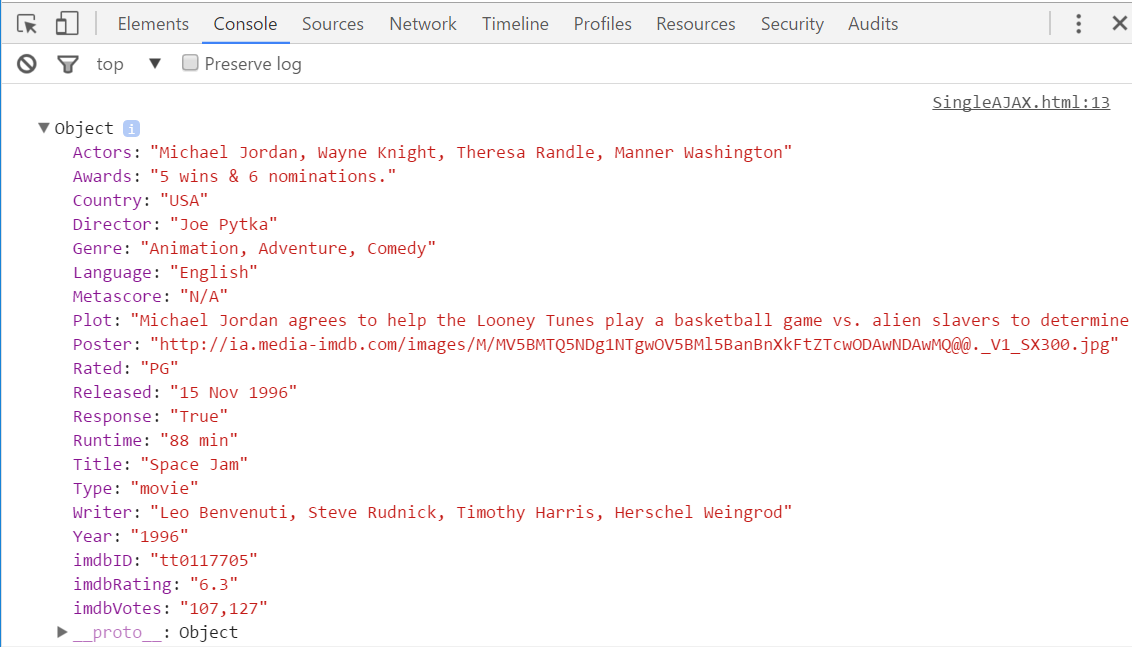 Elements Console Sources Network Timeline Profiles Resources Security Audits
top ▼ Preserve log
SingleAJAX.html:13
▼ Object i
Actors: "Michael Jordan, Wayne Knight, Theresa Randle, Manner Washington"
Awards: "5 wins & 6 nominations."
Country: "USA"
Director: "Joe Pytka"
Genre: "Animation, Adventure, Comedy"
Language: "English"
Metascore: "N/A"
Plot: "Michael Jordan agrees to help the Looney Tunes play a basketball game vs. alien slavers to determine
Poster: "http://ia.media-imdb.com/images/M/MV5BMTQ5NDg1NTgwOV5BMl5BanBnXkFtZTcwODAwNDAwMQ@@._V1_SX300.jpg"
Rated: "PG"
Released: "15 Nov 1996"
Response: "True"
Runtime: "88 min"
Title: "Space Jam"
Type: "movie"
Writer: "Leo Benvenuti, Steve Rudnick, Timothy Harris, Herschel Weingrod"
Year: "1996"
imdbID: "tt0117705"
imdbRating: "6.3"
imdbVotes: "107,127"
▶ __proto__: Object